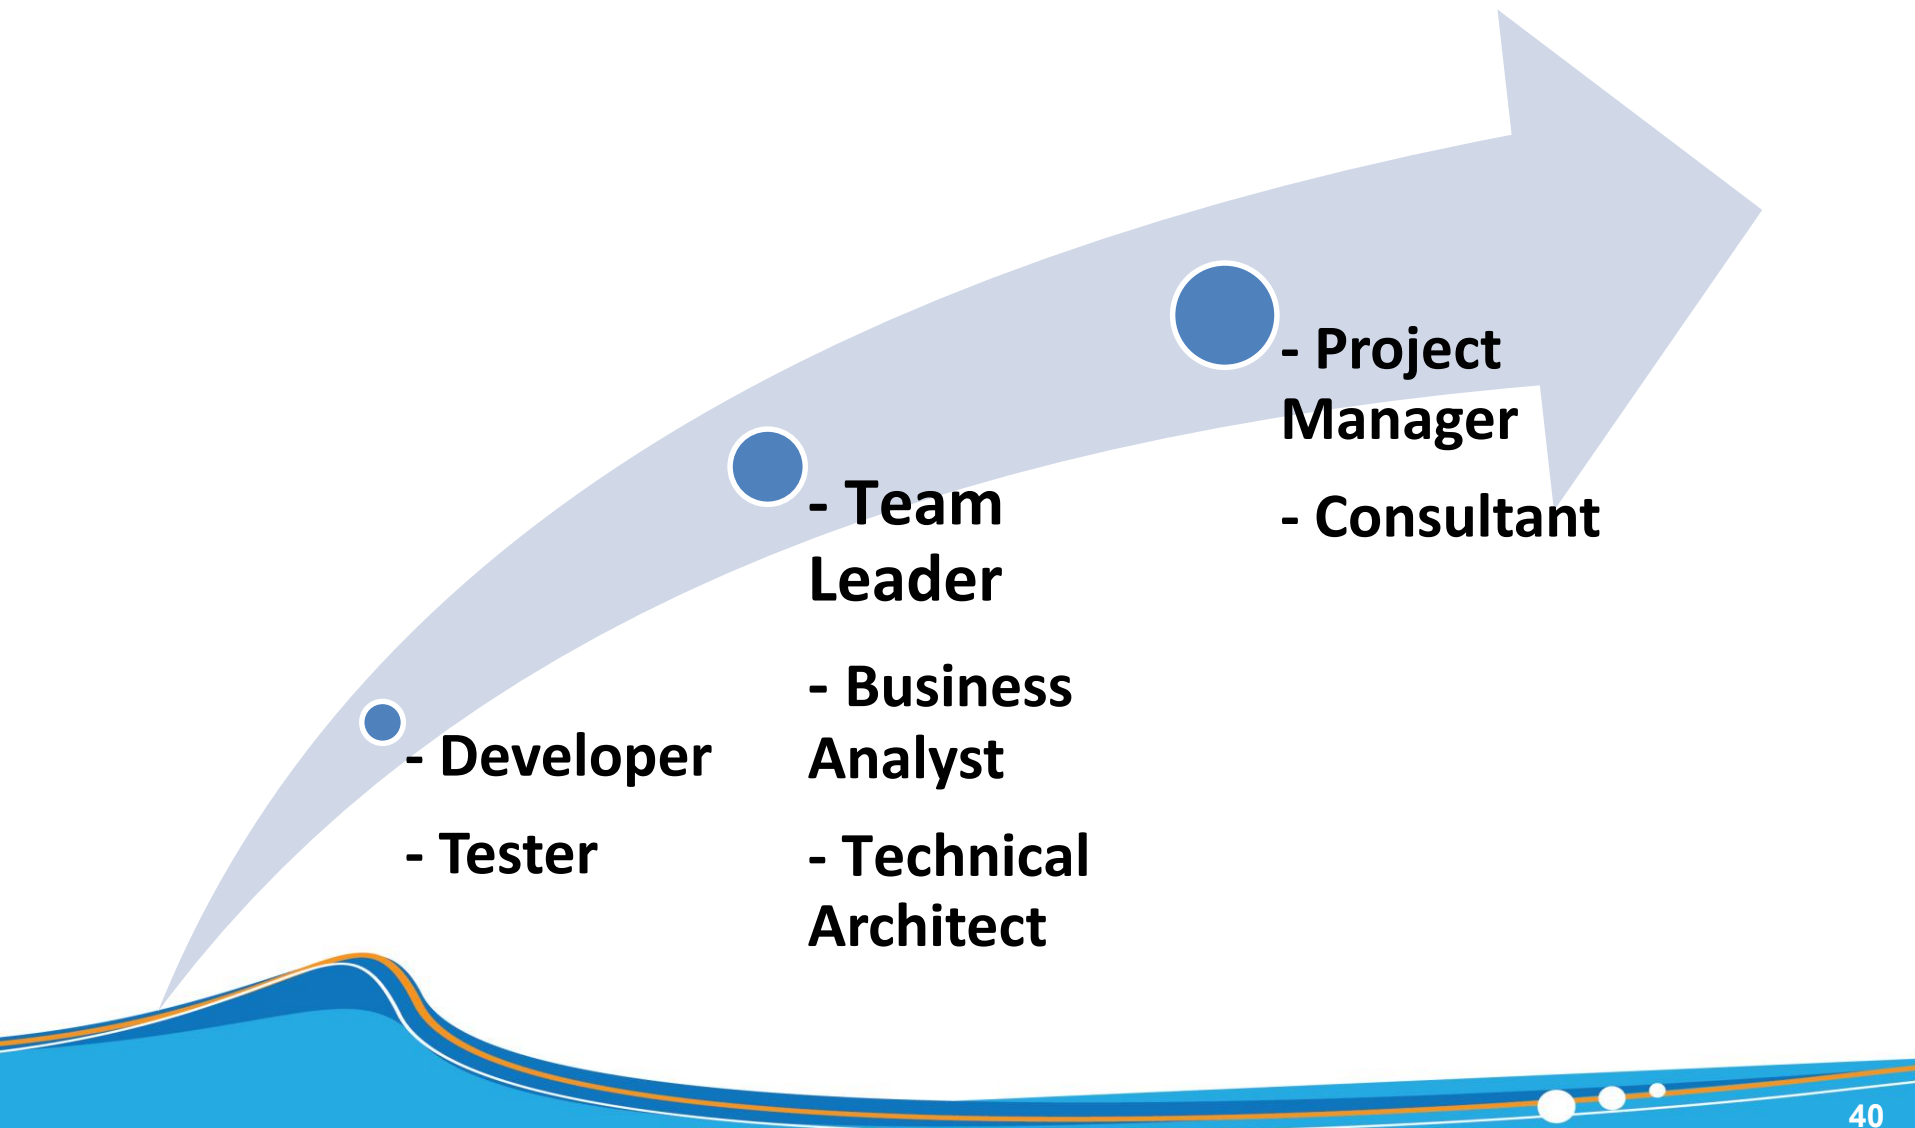 - Developer
- Tester
- Team
Leader
- Business
Analyst
- Technical
Architect
- Project
Manager
- Consultant
40